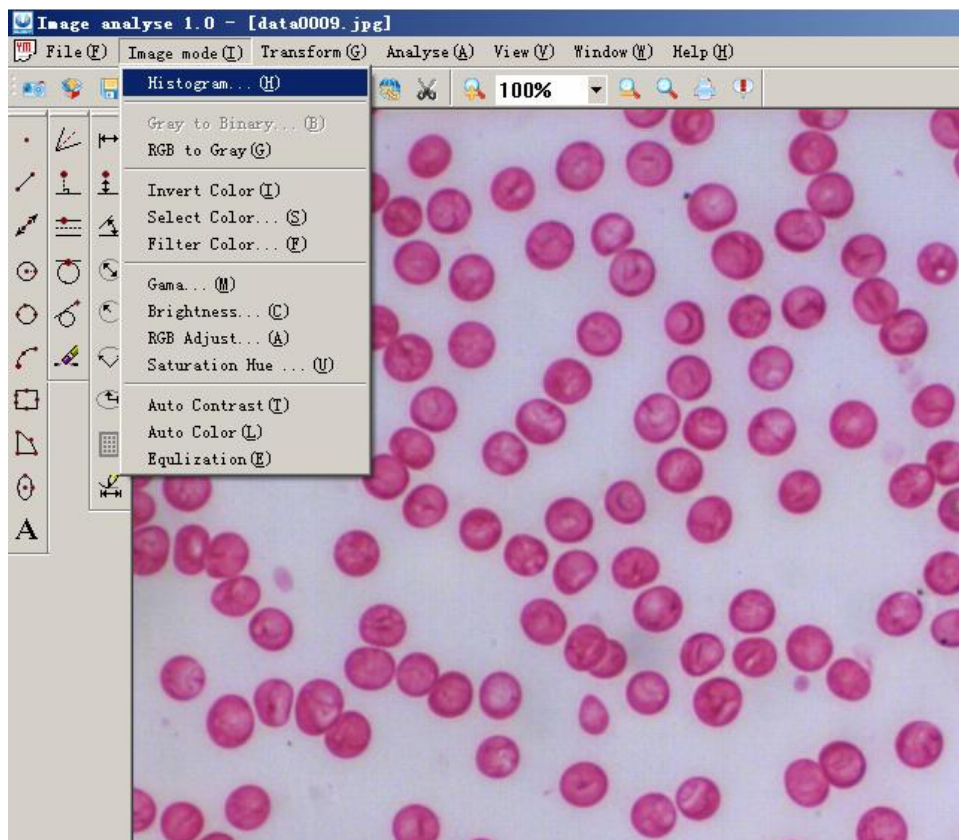 Image analyse 1.0 - [data0009.jpg]
YM File(F) Image mode(I) Transform(G) Analyse(A) View(V) Window(W) Help(H)
100%
Histogram...(H)
Gray to Binary...(B)
RGB to Gray(G)
Invert Color(I)
Select Color...(S)
Filter Color...(F)
Gama...(M)
Brightness...(C)
RGB Adjust...(A)
Saturation Hue ...(U)
Auto Contrast(T)
Auto Color(L)
Equlization(E)
A